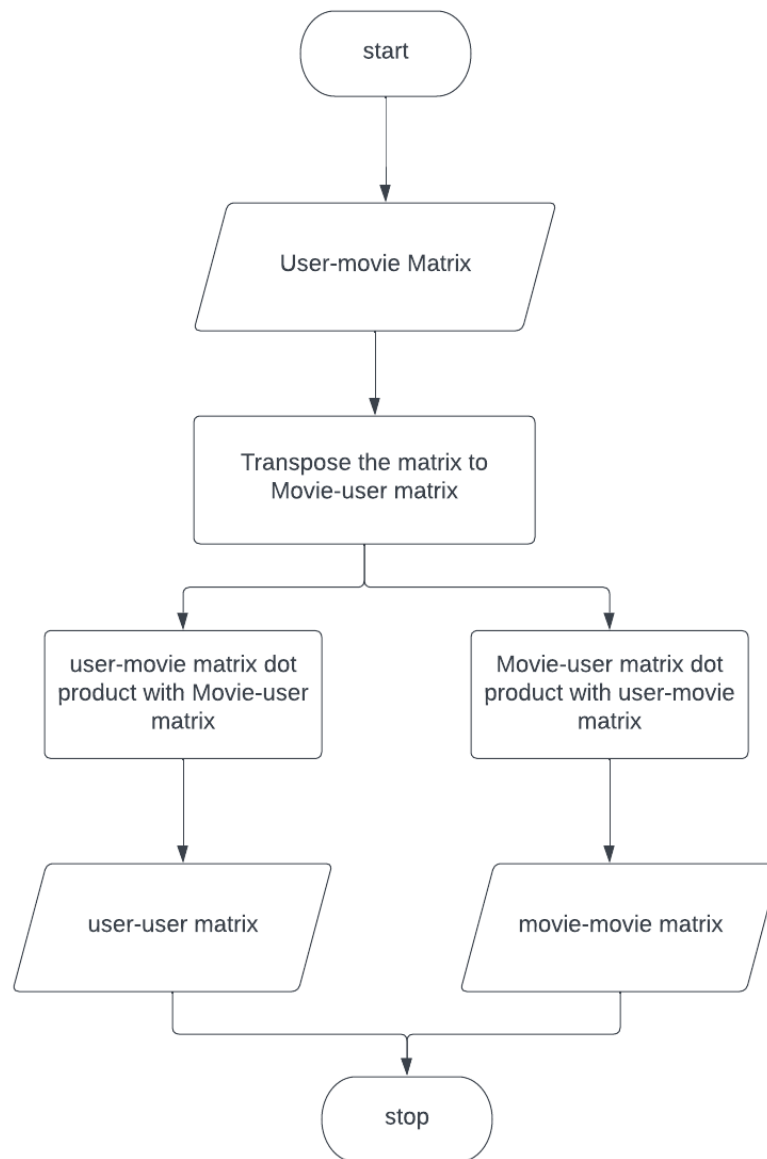 start
User-movie Matrix
Transpose the matrix to
Movie-user matrix
user-movie matrix dot
product with Movie-user
matrix
Movie-user matrix dot
product with user-movie
matrix
user-user matrix
movie-movie matrix
stop